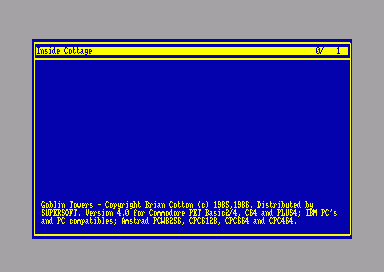 Inside Cottage 0/ 1
Goblin Towers - Copyright Brian Cotton (c) 1985,1986. Distributed by
SUPERSOFT. Version 4.0 for Commodore PET Basic2/4, C64 and PLUS4; IBM PC's
and PC compatibles; Amstrad PCW8256, CPC6128, CPC664 and CPC464.